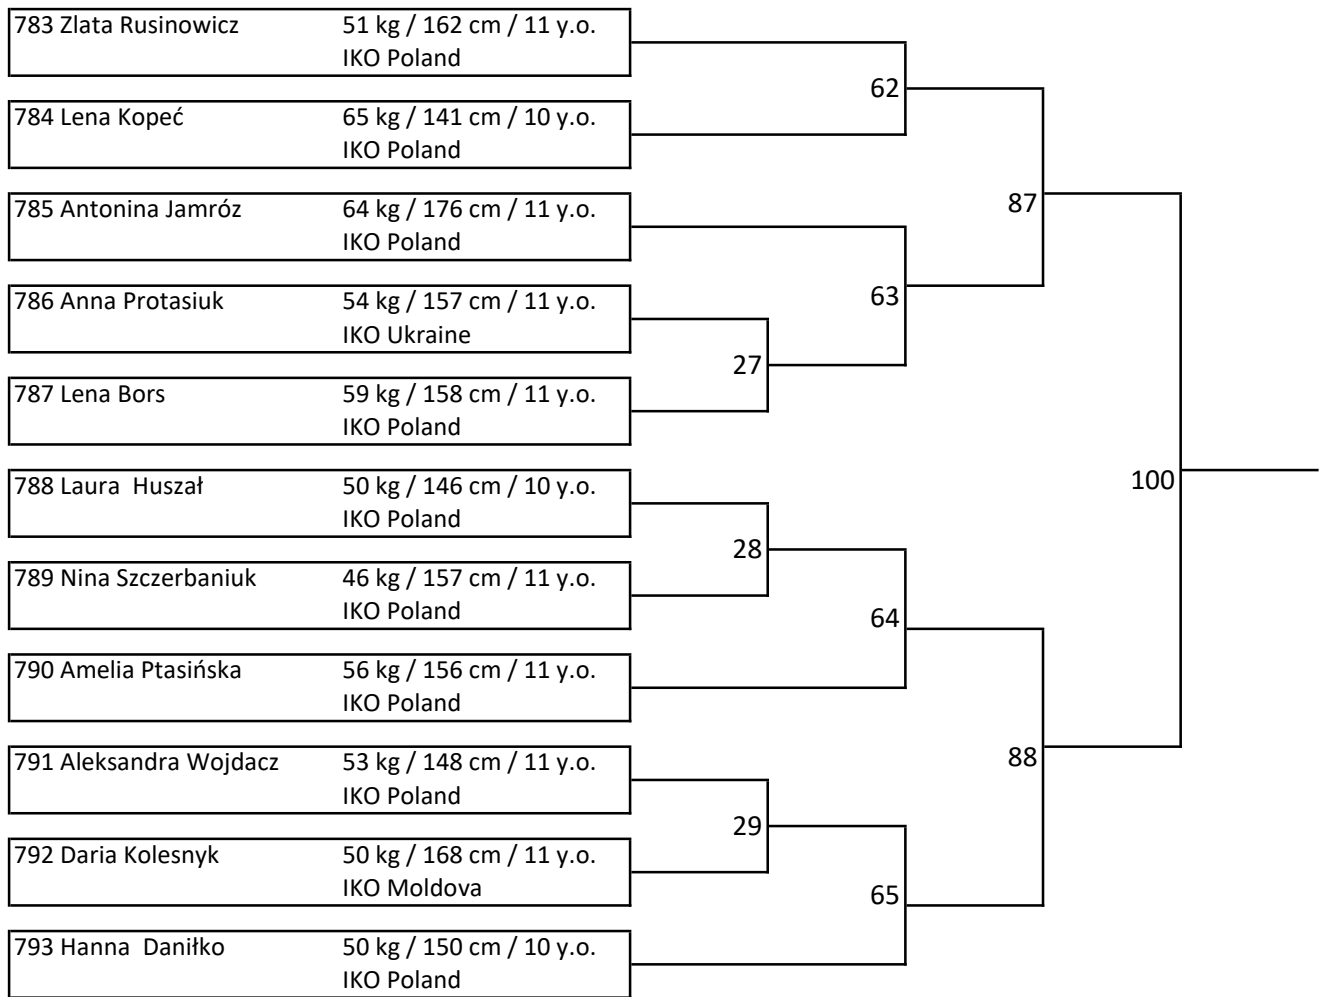 783 Zlata Rusinowicz 51 kg / 162 cm / 11 y.o.
IKO Poland
62
784 Lena Kopeć 65 kg / 141 cm / 10 y.o.
IKO Poland
785 Antonina Jamróz 64 kg / 176 cm / 11 y.o.
87
IKO Poland
786 Anna Protasiuk 54 kg / 157 cm / 11 y.o.
63
IKO Ukraine
27
787 Lena Bors 59 kg / 158 cm / 11 y.o.
IKO Poland
788 Laura  Huszał 50 kg / 146 cm / 10 y.o.
100
IKO Poland
28
789 Nina Szczerbaniuk 46 kg / 157 cm / 11 y.o.
IKO Poland
64
790 Amelia Ptasińska 56 kg / 156 cm / 11 y.o.
IKO Poland
791 Aleksandra Wojdacz 53 kg / 148 cm / 11 y.o.
88
IKO Poland
29
792 Daria Kolesnyk 50 kg / 168 cm / 11 y.o.
IKO Moldova
65
793 Hanna  Daniłko 50 kg / 150 cm / 10 y.o.
IKO Poland